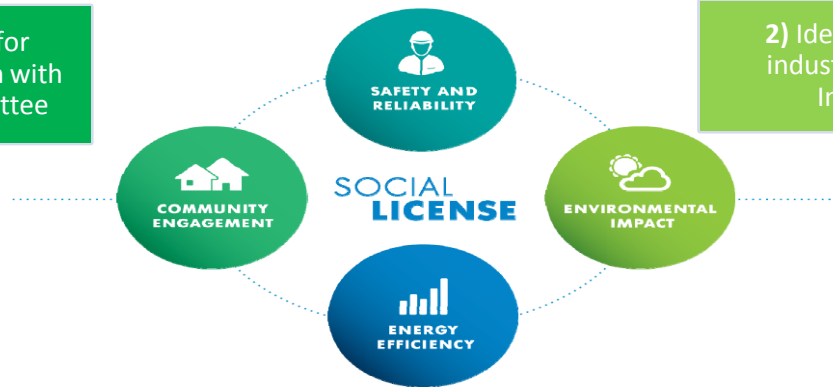 for
with
ttee
2) Ide
indust
In
SAFETY AND
RELIABILITY
COMMUNITY
ENGAGEMENT
SOCIAL
LICENSE
ENVIRONMENTAL
IMPACT
ENERGY
EFFICIENCY